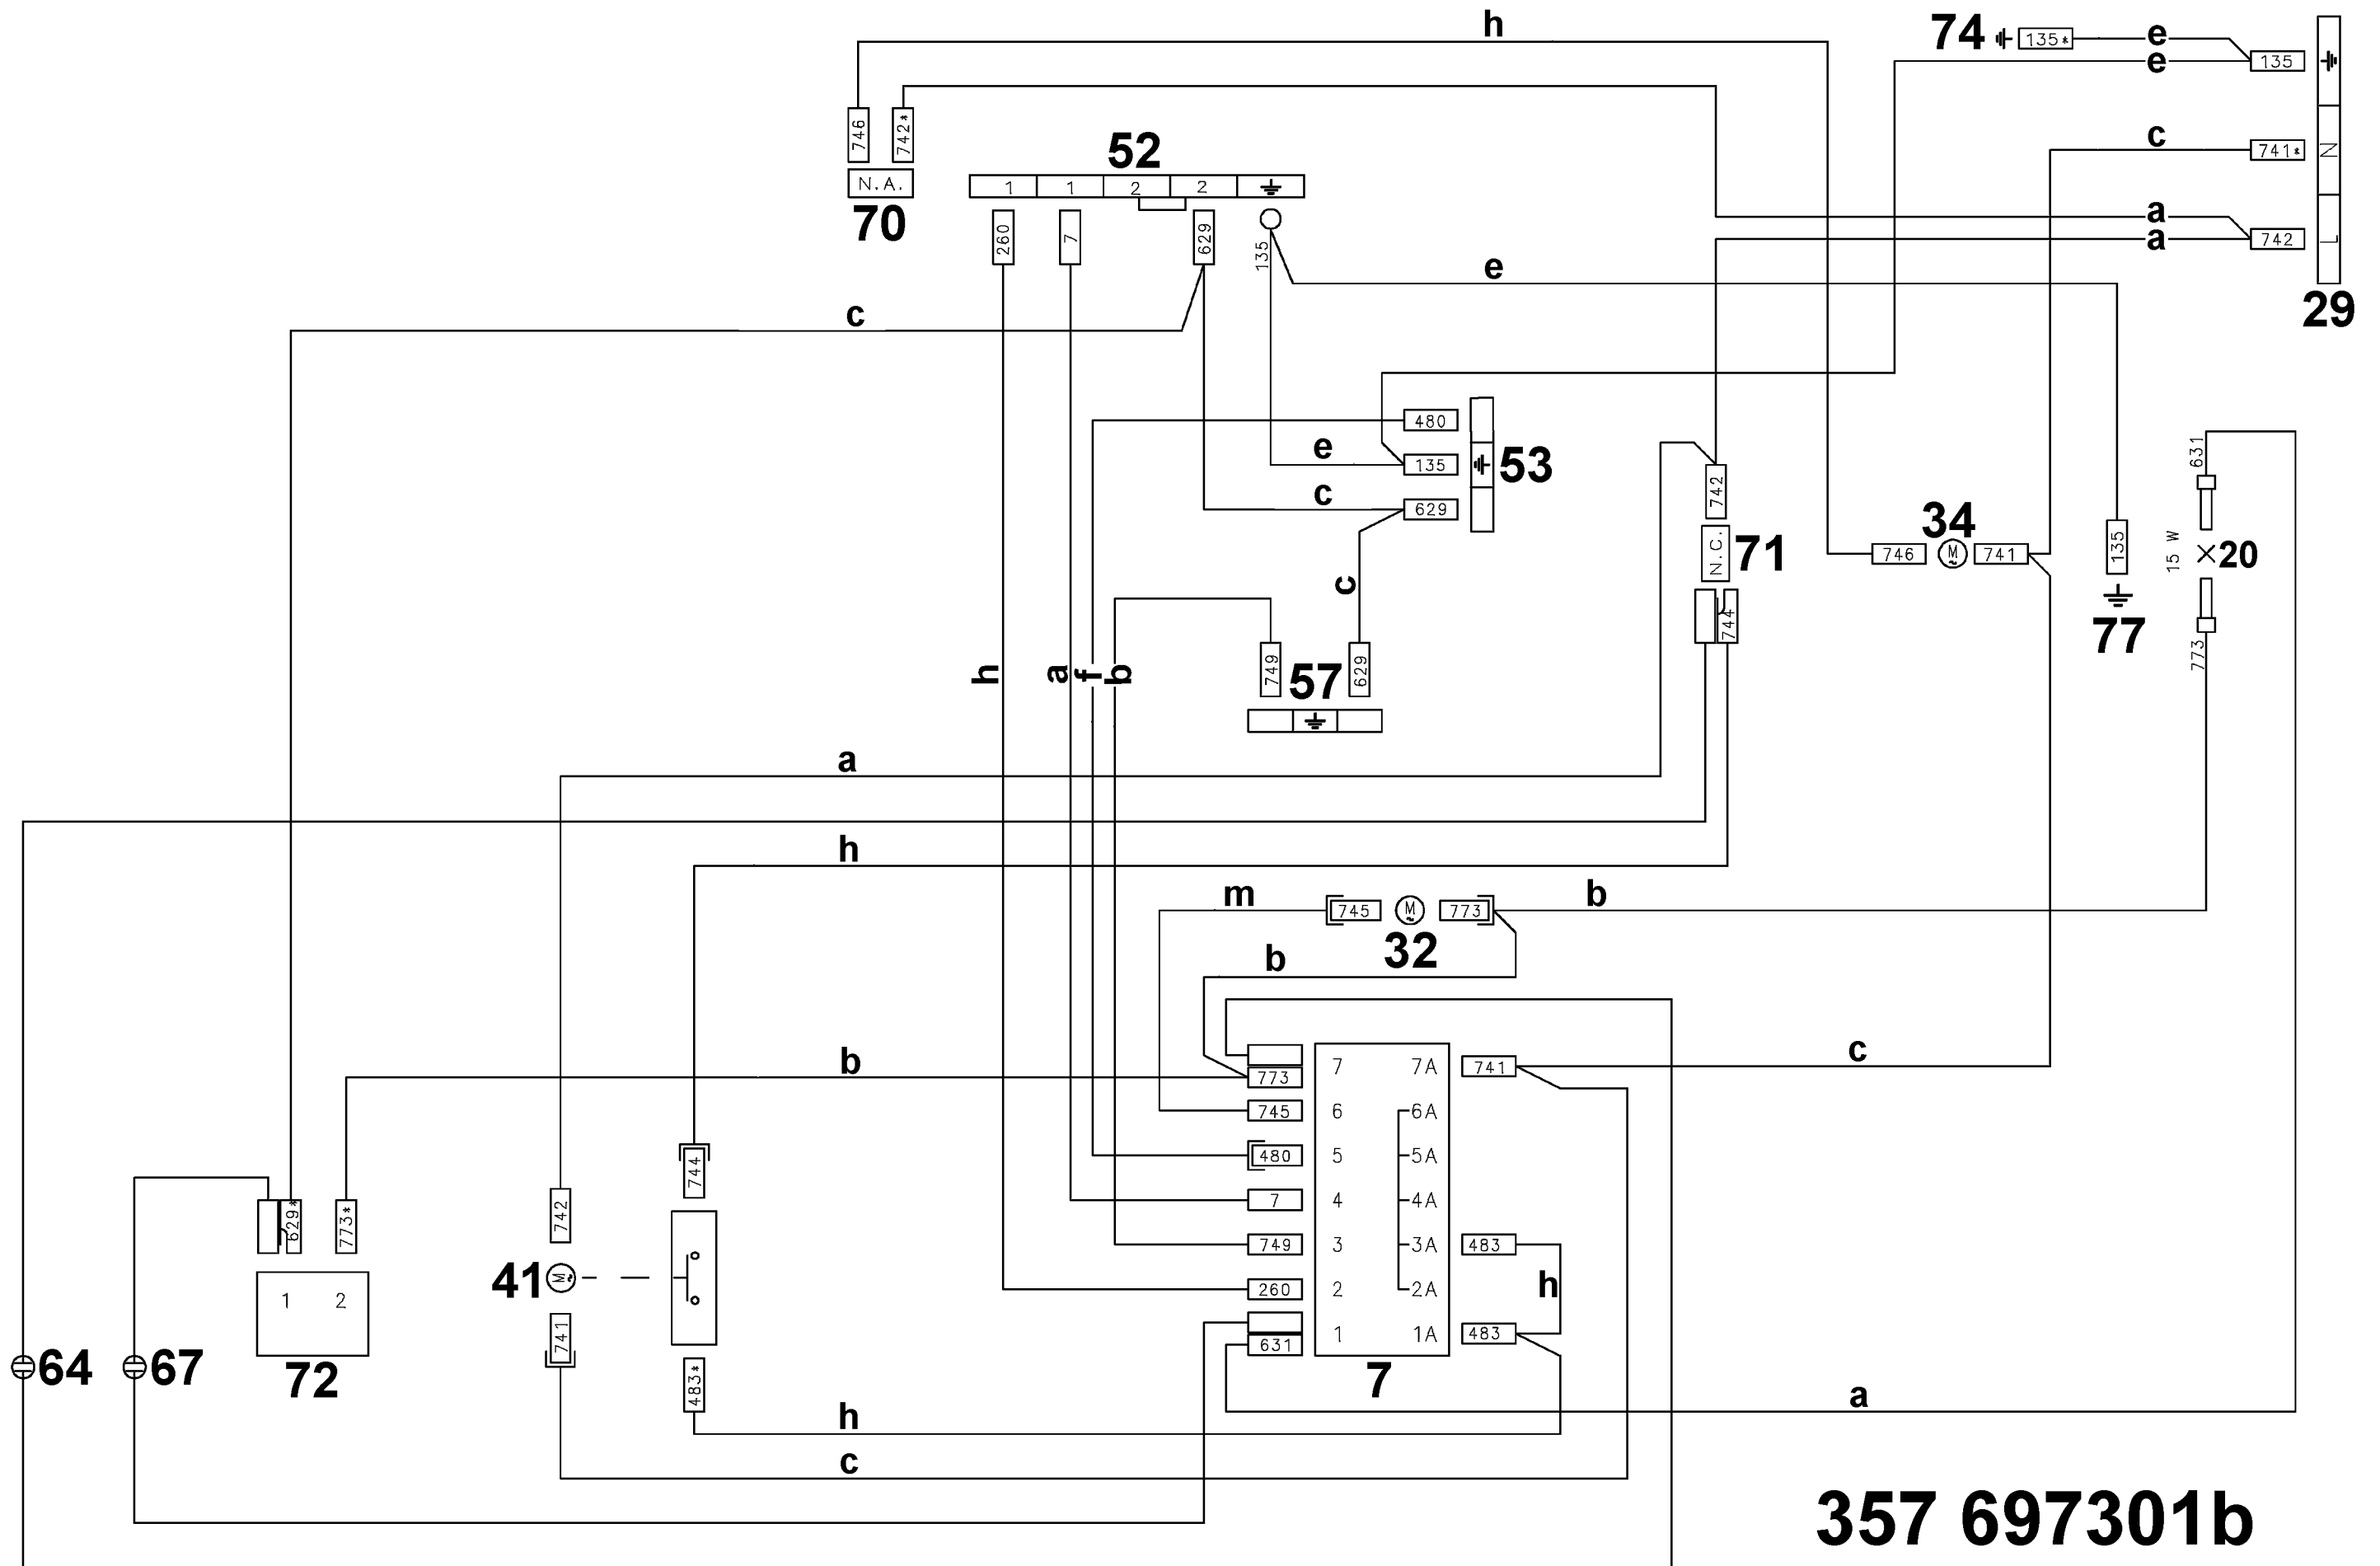 h
74 135* e
e 135
746 742*
52
c 741* N
N.A.
70
1 1 2 2
a
a 742 L
260 7 629 135
e
29
c
480
e 135 53
c 629
631
742
34
N.C. 71
746 M 741
135
15 W 20
c
744
77
h a f b
749 57 629
773
a
h
m 745 M 773 b
32
b
b
773 7 7A 741 c
745 6 6A
744
480 5 5A
629* 773* 742
7 4 4A
749 3 3A 483
41 M
1 2
260 2 2A h
741
1 1A 483
631
64 67 72
483*
7
a
h
c
357 697301b